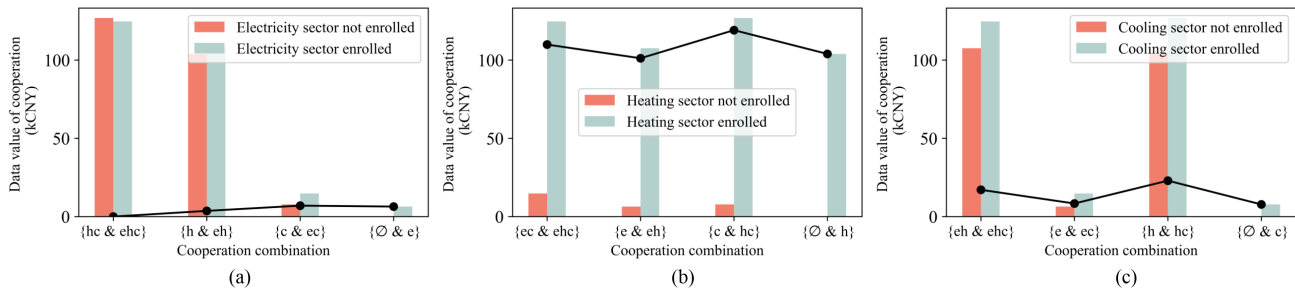 Data value of cooperation
(kCNY)
100
50
0
Electricity sector not enrolled
Electricity sector enrolled
{hc & ehc}
{h & eh}
{c & ec}
{∅ & e}
Cooperation combination
(a)
Data value of cooperation
(kCNY)
100
50
0
Heating sector not enrolled
Heating sector enrolled
{ec & ehc}
{e & eh}
{c & hc}
{∅ & h}
Cooperation combination
(b)
Data value of cooperation
(kCNY)
100
50
0
Cooling sector not enrolled
Cooling sector enrolled
{eh & ehc}
{e & ec}
{h & hc}
{∅ & c}
Cooperation combination
(c)